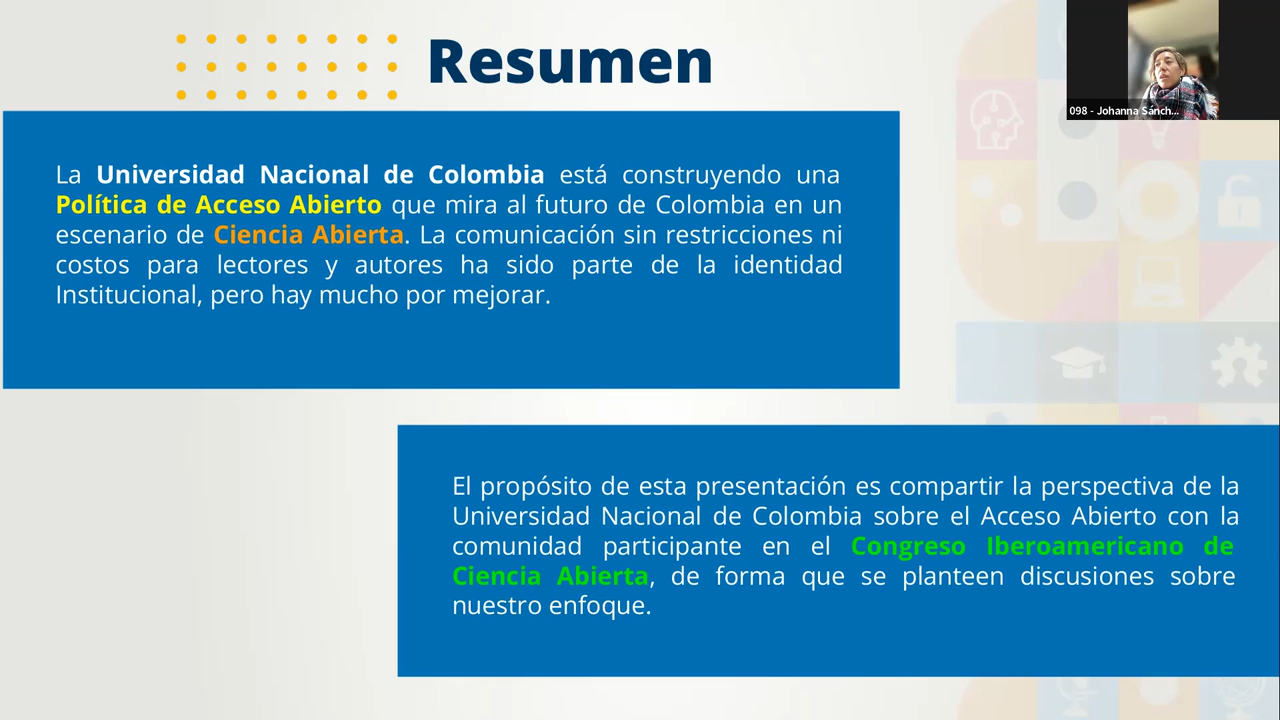 Resumen
098 - Johanna Sánch...
La Universidad Nacional de Colombia está construyendo una
Política de Acceso Abierto que mira al futuro de Colombia en un
escenario de Ciencia Abierta. La comunicación sin restricciones ni
costos para lectores y autores ha sido parte de la identidad
Institucional, pero hay mucho por mejorar.
El propósito de esta presentación es compartir la perspectiva de la
Universidad Nacional de Colombia sobre el Acceso Abierto con la
comunidad participante en el Congreso Iberoamericano de
Ciencia Abierta, de forma que se planteen discusiones sobre
nuestro enfoque.